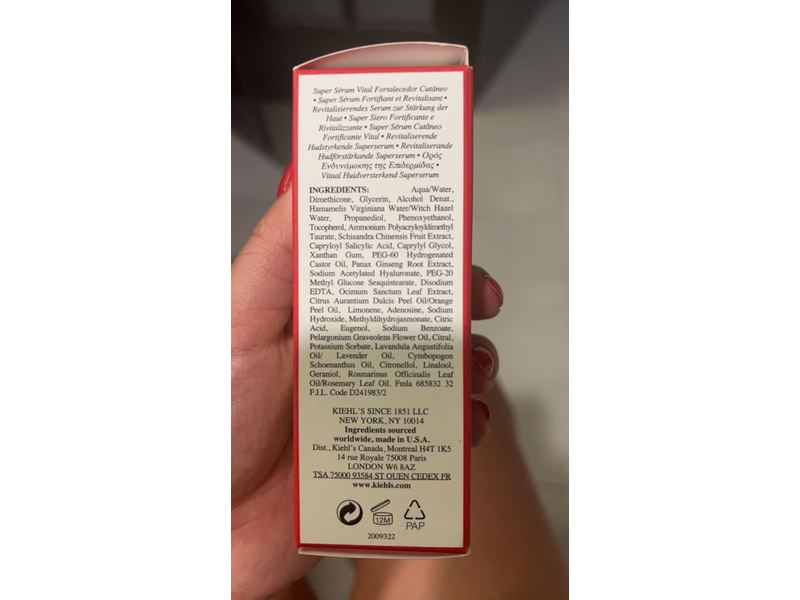 Super Sérum Vital Fortalecedor Cutáneo
• Super Sérum Fortifiant et Revitalisant •
Revitalisierendes Serum zur Stärkung der
Haut • Super Siero Fortificante e
Rivitalizzante • Super Sérum Cutâneo
Fortificante Vital • Revitaliserende
Hudstyrkende Superserum • Revitaliserande
Hudförstärkande Superserum • Ορός
Ενδυνάμωσης της Επιδερμίδας •
Vitaal Huidversterkend Superserum
INGREDIENTS: Aqua/Water,
Dimethicone, Glycerin, Alcohol Denat.,
Hamamelis Virginiana Water/Witch Hazel
Water, Propanediol, Phenoxyethanol,
Tocopherol, Ammonium Polyacryloyldimethyl
Taurate, Schisandra Chinensis Fruit Extract,
Capryloyl Salicylic Acid, Caprylyl Glycol,
Xanthan Gum, PEG-60 Hydrogenated
Castor Oil, Panax Ginseng Root Extract,
Sodium Acetylated Hyaluronate, PEG-20
Methyl Glucose Sesquistearate, Disodium
EDTA, Ocimum Sanctum Leaf Extract,
Citrus Aurantium Dulcis Peel Oil/Orange
Peel Oil, Limonene, Adenosine, Sodium
Hydroxide, Methyldihydrojasmonate, Citric
Acid, Eugenol, Sodium Benzoate,
Pelargonium Graveolens Flower Oil, Citral,
Potassium Sorbate, Lavandula Angustifolia
Oil/ Lavender Oil, Cymbopogon
Schoenanthus Oil, Citronellol, Linalool,
Geraniol, Rosmarinus Officinalis Leaf
Oil/Rosemary Leaf Oil. Fmla 685832 32
F.I.L. Code D241983/2
KIEHL'S SINCE 1851 LLC
NEW YORK, NY 10014
Ingredients sourced
worldwide, made in U.S.A.
Dist., Kiehl's Canada, Montreal H4T 1K5
14 rue Royale 75008 Paris
LONDON W6 8AZ
TSA 75000 93584 ST OUEN CEDEX FR
www.kiehls.com
12M
PAP
2009322